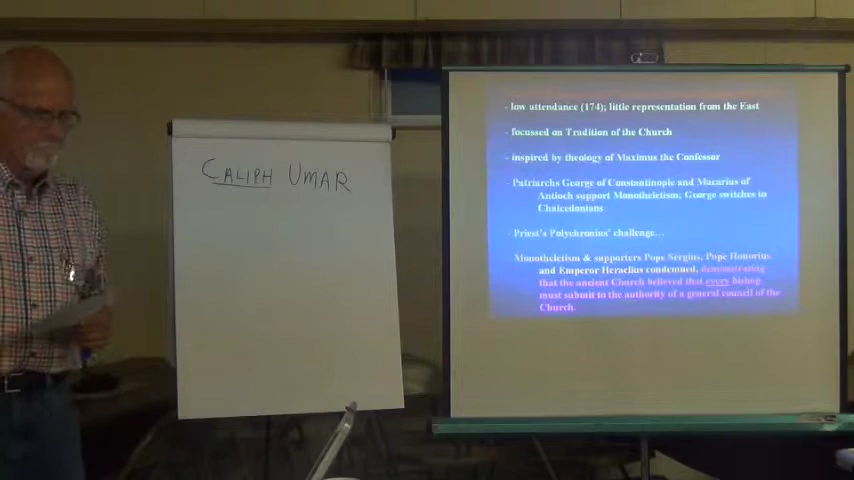 CALIPH UMAR
- low attendance (174); little representation from the East
- focussed on Tradition of the Church
- inspired by theology of Maximus the Confessor
- Patriarchs George of Constantinople and Macarius of
Antioch support Monotheletism; George switches to
Chalcedonians
- Priest's Polychronius' challenge...
Monotheletism & supporters Pope Sergius, Pope Honorius
and Emperor Heraclius condemned, demonstrating
that the ancient Church believed that every bishop
must submit to the authority of a general council of the
Church.